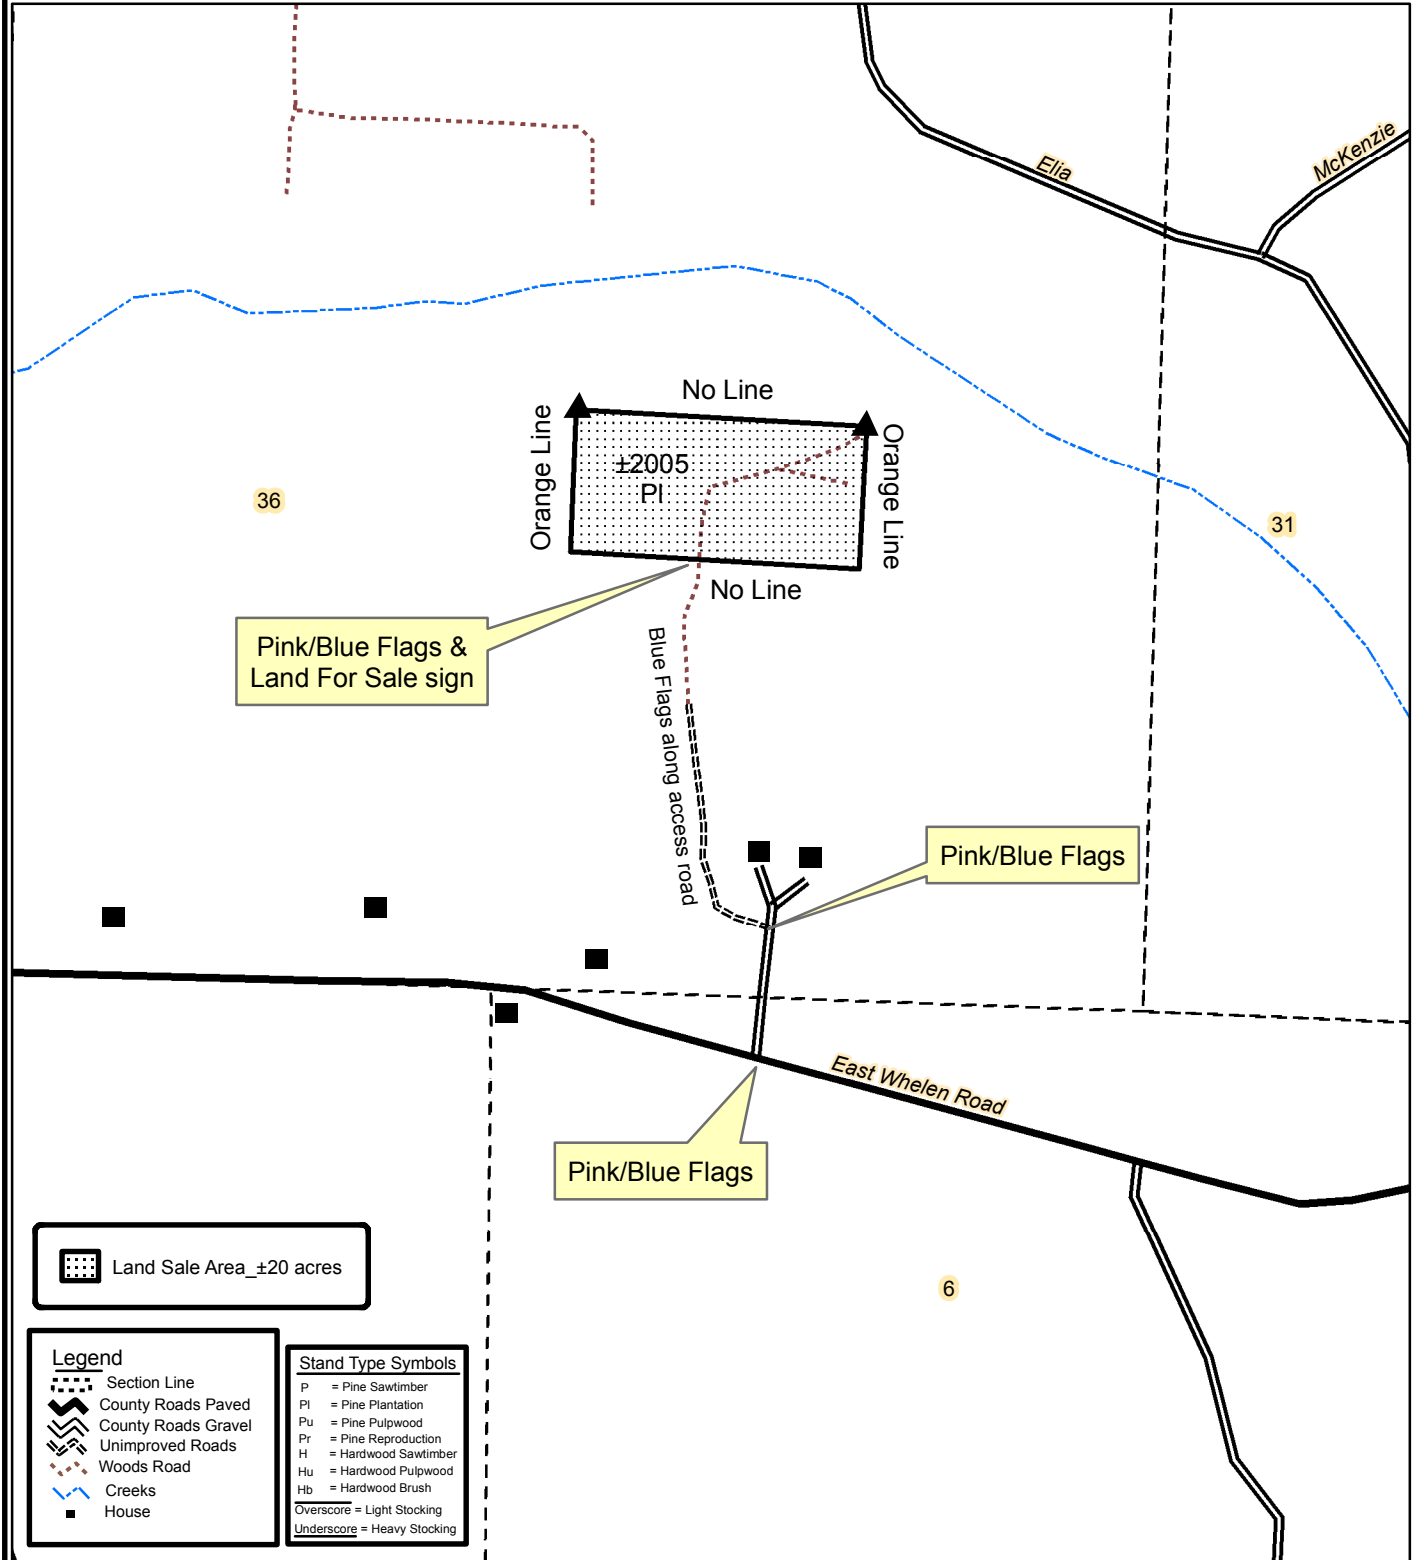 Elia
McKenzie
No Line
Orange Line
±2005
Pl
Orange Line
36
31
No Line
Pink/Blue Flags &
Land For Sale sign
Blue Flags along access road
Pink/Blue Flags
East Whelen Road
Pink/Blue Flags
6
Land Sale Area_±20 acres
Legend
Section Line
County Roads Paved
County Roads Gravel
Unimproved Roads
Woods Road
Creeks
House
Stand Type Symbols
P = Pine Sawtimber
Pl = Pine Plantation
Pu = Pine Pulpwood
Pr = Pine Reproduction
H = Hardwood Sawtimber
Hu = Hardwood Pulpwood
Hb = Hardwood Brush
Overscore = Light Stocking
Underscore = Heavy Stocking